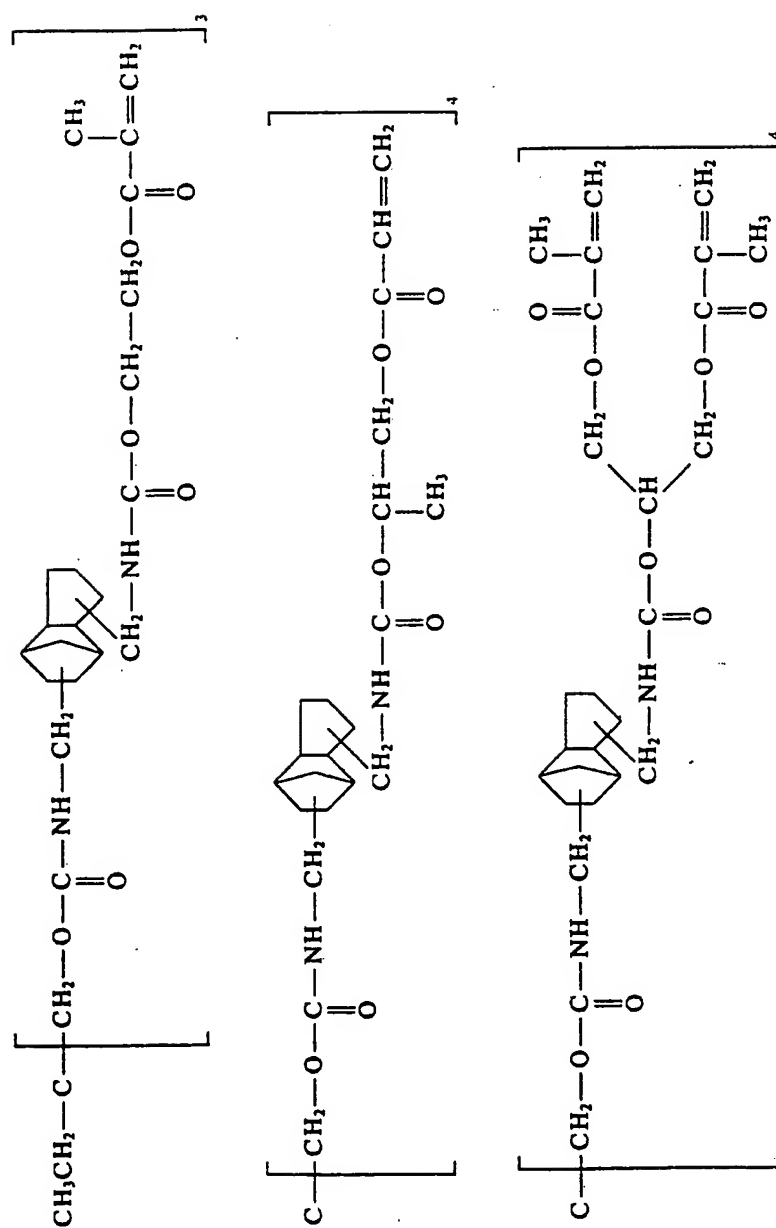 CH₃
CH₃CH₂—C—CH₂—O—C—NH—CH₂
CH₂—NH—C—O—CH₂—CH₂O—C—C=CH₂
O
O
O
3
C—CH₂—O—C—NH—CH₂
CH₂—NH—C—O—CH—CH₂—O—C—CH=CH₂
O
O
CH₃
O
4
O CH₃
CH₂—O—C—C=CH₂
C—CH₂—O—C—NH—CH₂
CH₂—NH—C—O—CH
O
O
CH₂—O—C—C=CH₂
O CH₃
4